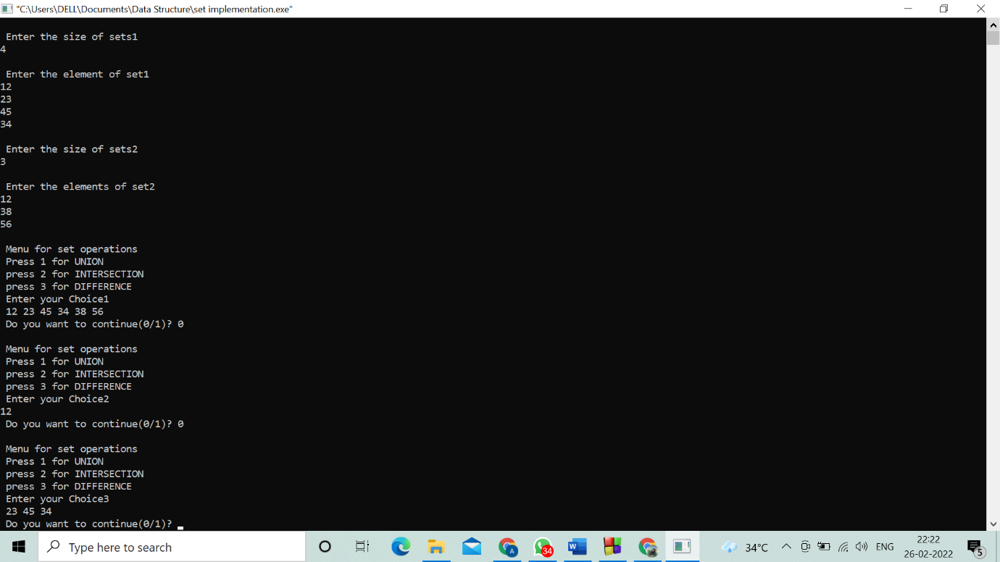 "C:\Users\DELL\Documents\Data Structure\set implementation.exe"
Enter the size of sets1
4
Enter the element of set1
12
23
45
34
Enter the size of sets2
3
Enter the elements of set2
12
38
56
Menu for set operations
Press 1 for UNION
press 2 for INTERSECTION
press 3 for DIFFERENCE
Enter your Choice1
12 23 45 34 38 56
Do you want to continue(0/1)? 0
Menu for set operations
Press 1 for UNION
press 2 for INTERSECTION
press 3 for DIFFERENCE
Enter your Choice2
12
Do you want to continue(0/1)? 0
Menu for set operations
Press 1 for UNION
press 2 for INTERSECTION
press 3 for DIFFERENCE
Enter your Choice3
23 45 34
Do you want to continue(0/1)?
Type here to search
A
34
W
34°C
ENG
22:22
26-02-2022
5